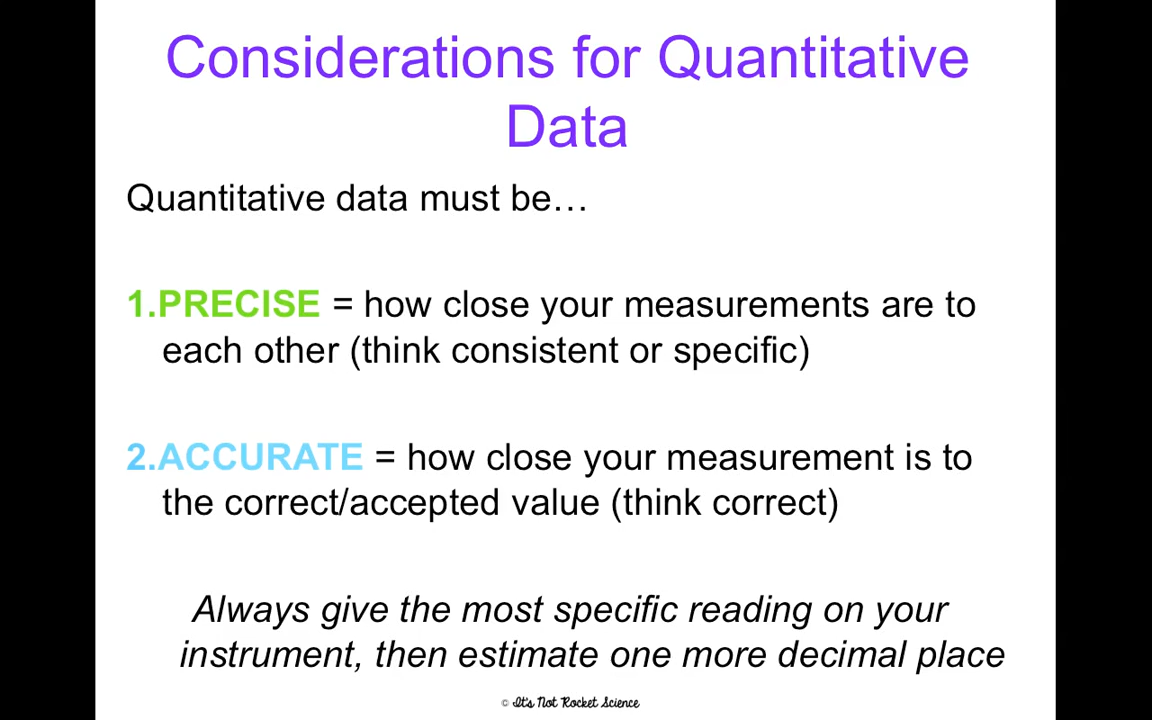 Considerations for Quantitative
Data
Quantitative data must be…
1.PRECISE = how close your measurements are to
each other (think consistent or specific)
2.ACCURATE = how close your measurement is to
the correct/accepted value (think correct)
Always give the most specific reading on your
instrument, then estimate one more decimal place
© It's Not Rocket Science